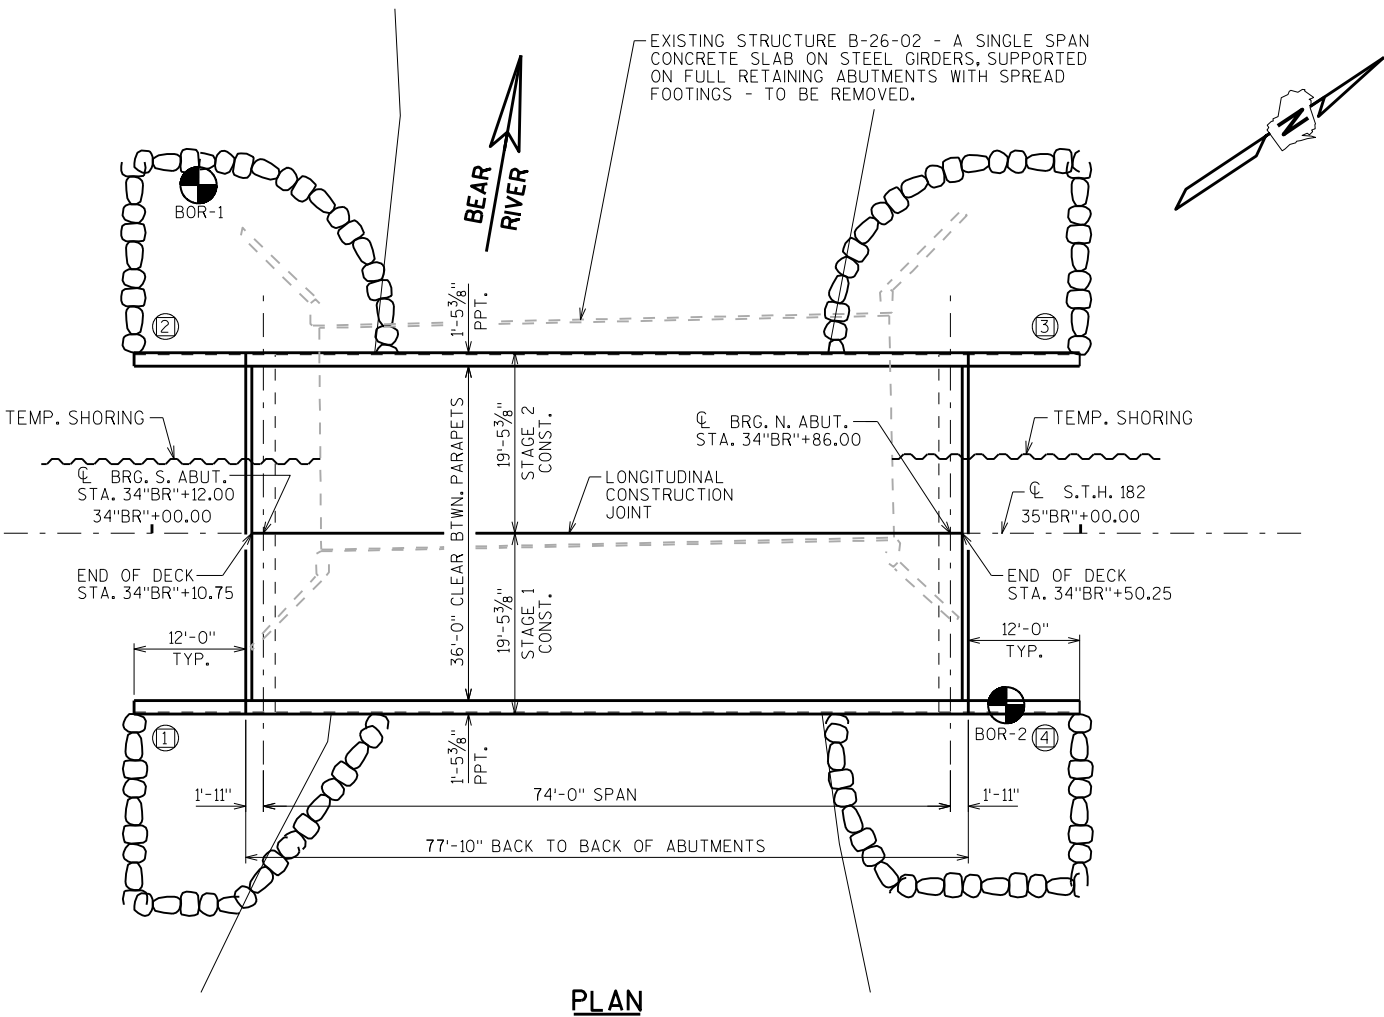 EXISTING STRUCTURE B-26-02 - A SINGLE SPAN
CONCRETE SLAB ON STEEL GIRDERS, SUPPORTED
ON FULL RETAINING ABUTMENTS WITH SPREAD
FOOTINGS - TO BE REMOVED.
N
BEAR
RIVER
BOR-1
2
3
1'-5⅜"
PPT.
TEMP. SHORING
℄ BRG. S. ABUT.
STA. 34"BR"+12.00
34"BR"+00.00
36'-0" CLEAR BTWN. PARAPETS
19'-5⅜"
STAGE 2
CONST.
℄ BRG. N. ABUT.
STA. 34"BR"+86.00
TEMP. SHORING
LONGITUDINAL
CONSTRUCTION
JOINT
℄ S.T.H. 182
35"BR"+00.00
END OF DECK
STA. 34"BR"+10.75
19'-5⅜"
STAGE 1
CONST.
END OF DECK
STA. 34"BR"+50.25
12'-0"
TYP.
12'-0"
TYP.
1
1'-5⅜"
PPT.
BOR-2
4
1'-11"
74'-0" SPAN
1'-11"
77'-10" BACK TO BACK OF ABUTMENTS
PLAN